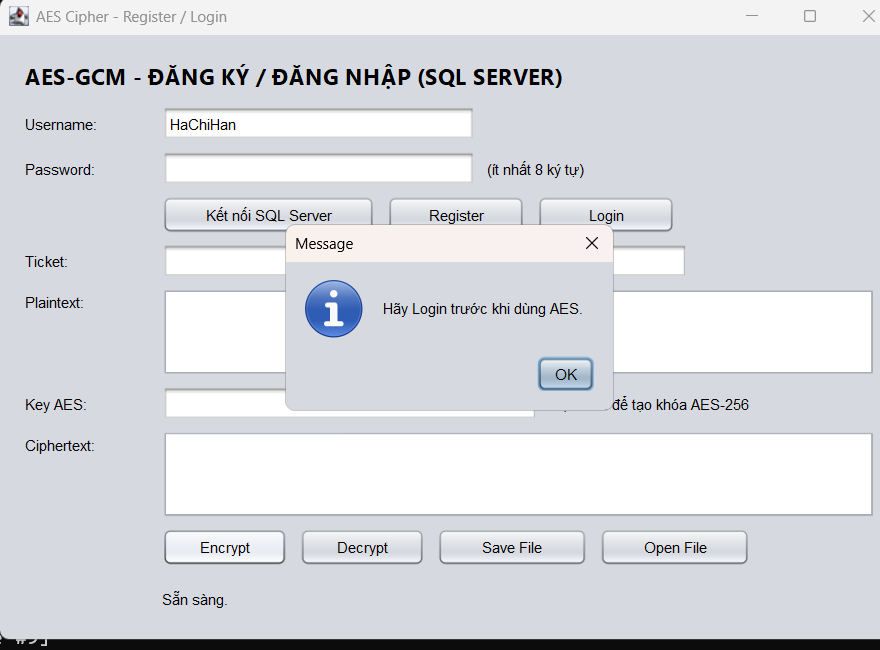 AES Cipher - Register / Login
AES-GCM - ĐĂNG KÝ / ĐĂNG NHẬP (SQL SERVER)
Username: HaChiHan
Password: (ít nhất 8 ký tự)
Kết nối SQL Server Register Login
Message
Ticket:
Plaintext:
Hãy Login trước khi dùng AES.
OK
Key AES: để tạo khóa AES-256
Ciphertext:
Encrypt Decrypt Save File Open File
Sẵn sàng.